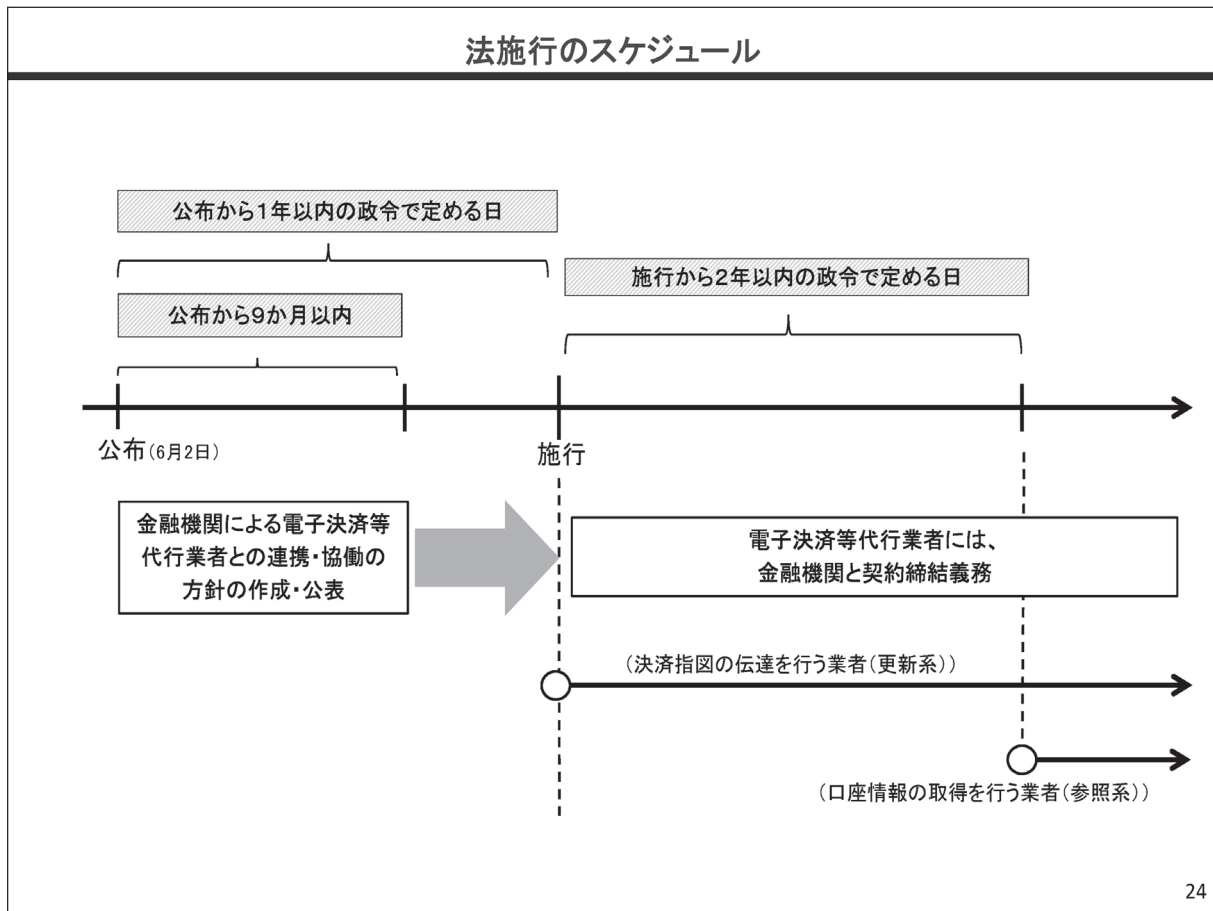 法施行のスケジュール
公布から1年以内の政令で定める日
施行から2年以内の政令で定める日
公布から9か月以内
公布(6月2日)
施行
金融機関による電子決済等
代行業者との連携・協働の
方針の作成・公表
電子決済等代行業者には、
金融機関と契約締結義務
(決済指図の伝達を行う業者(更新系))
(口座情報の取得を行う業者(参照系))
24